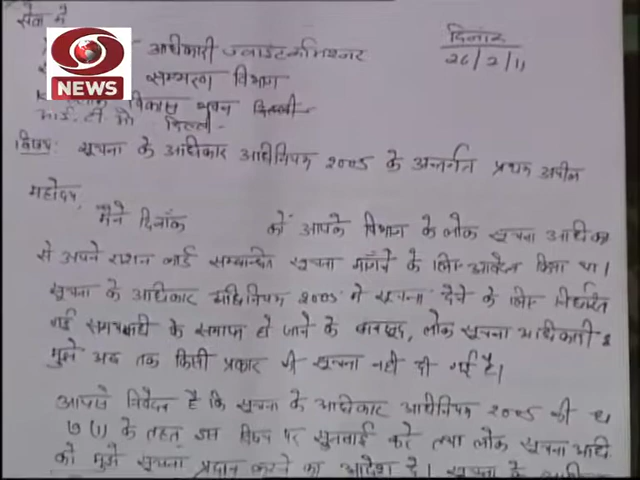 सेवा में
अधिकारी ज्वाइंट कमिश्नर
दिनांक
26/2/11
सम्भरण विभाग
विकास भवन दिल्ली
आई. टी. ओ. दिल्ली
NEWS
विषय: सूचना के अधिकार अधिनियम 2005 के अन्तर्गत प्रथम अपील
महोदय,
मैंने दिनाँक को आपके विभाग के लोक सूचना अधिका
से अपने राशन कार्ड सम्बन्धित सूचना माँगने के लिए आवेदन किया था।
सूचना के अधिकार अधिनियम 2005 में सूचना देने के लिए निर्धारित
गई समयावधी के समाप्त हो जाने के बावजूद, लोक सूचना अधिकारी
मुझे अब तक किसी प्रकार की सूचना नही दी गई है।
आपसे निवेदन है कि सूचना के अधिकार अधिनियम 2005 की
7(1) के तहत इस विषय पर सुनवाई करे तथा लोक सूचना अधि
को मुझे सूचना प्रदान करने का आदेश दे। सूचना के